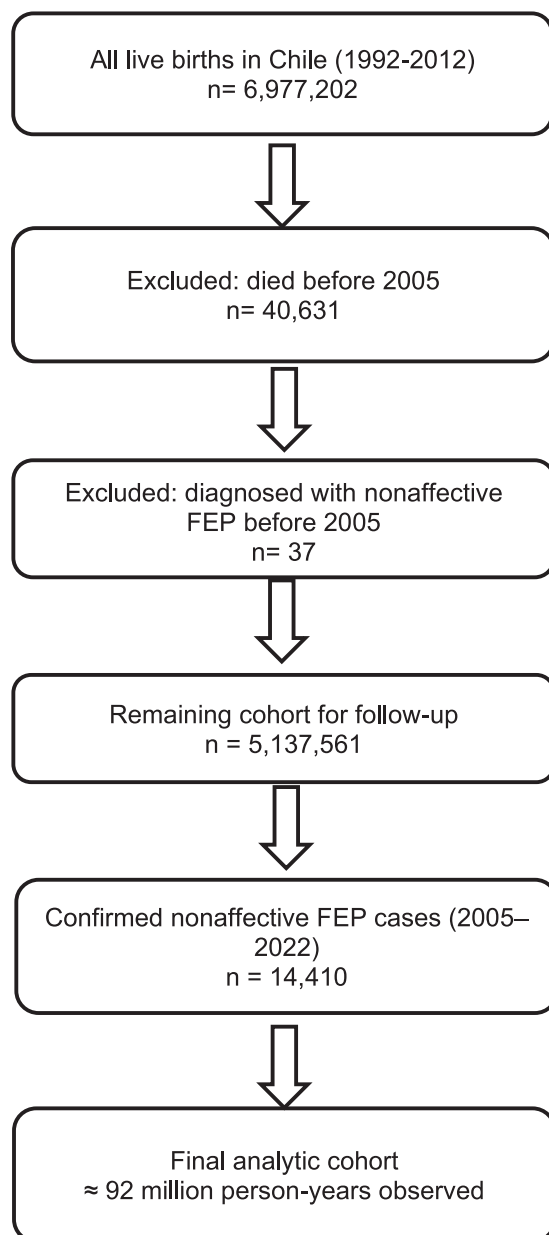 All live births in Chile (1992-2012)
n= 6,977,202
Excluded: died before 2005
n= 40,631
Excluded: diagnosed with nonaffective
FEP before 2005
n= 37
Remaining cohort for follow-up
n = 5,137,561
Confirmed nonaffective FEP cases (2005–
2022)
n = 14,410
Final analytic cohort
≈ 92 million person-years observed